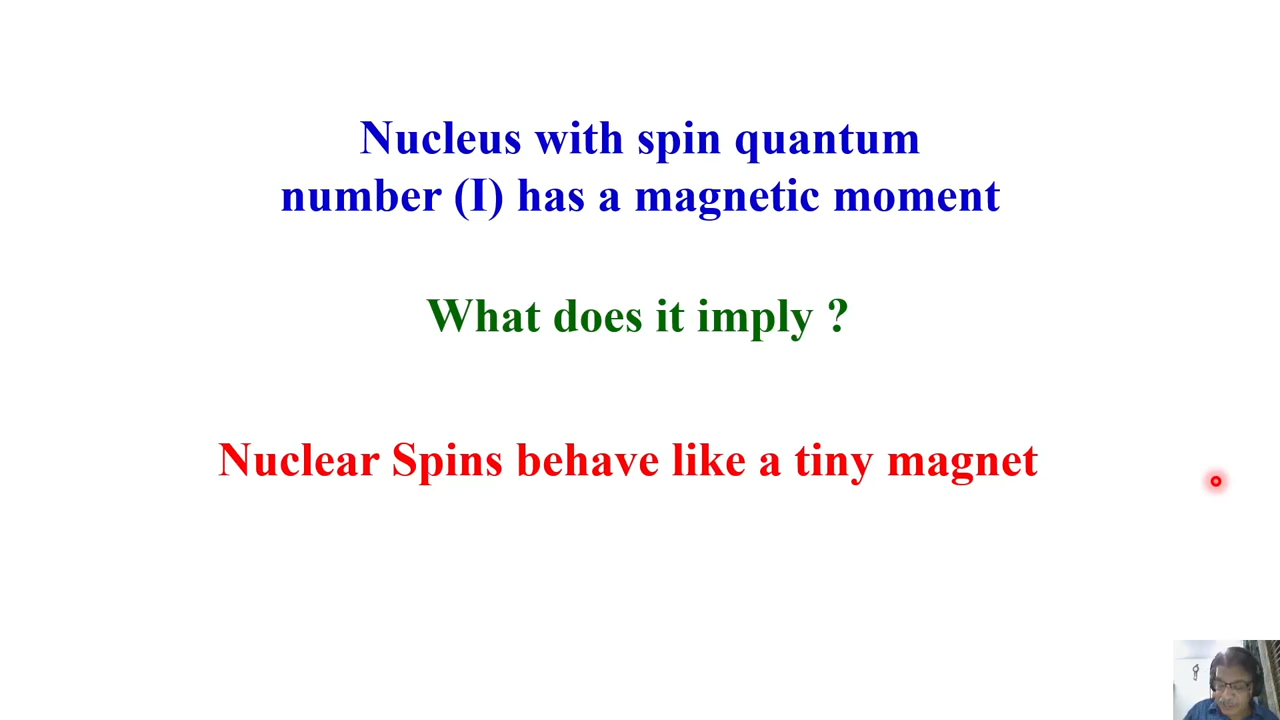 Nucleus with spin quantum
number (I) has a magnetic moment
What does it imply ?
Nuclear Spins behave like a tiny magnet